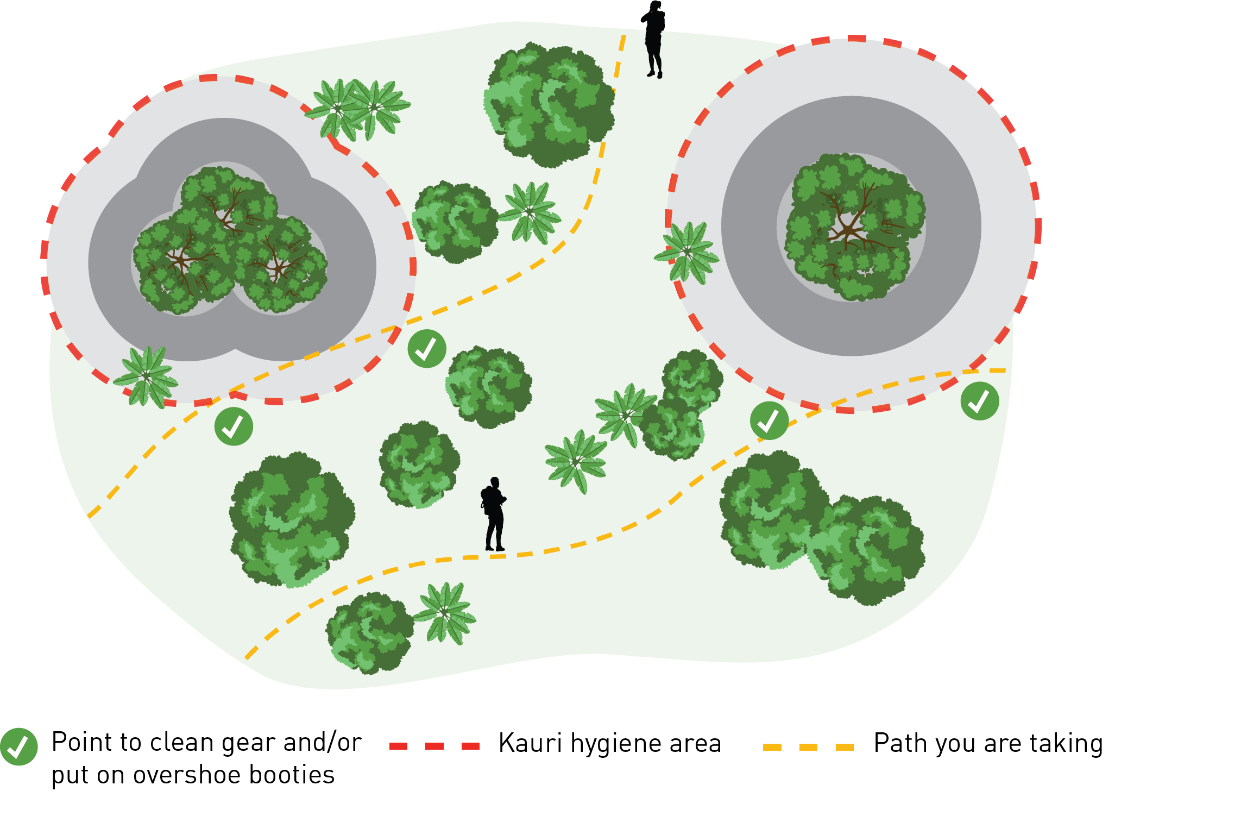 Point to clean gear and/or
put on overshoe booties
Kauri hygiene area
Path you are taking